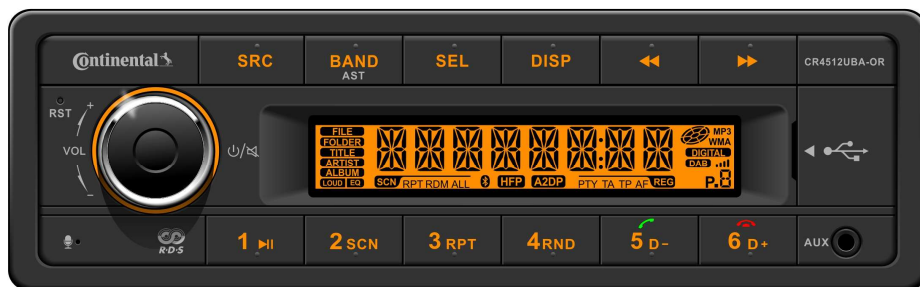 Continental
SRC
BAND
AST
SEL
DISP
CR4512UBA-OR
RST
VOL
+
-
FILE
FOLDER
TITLE
ARTIST
ALBUM
LOUD EQ
SCN RPT RDM ALL HFP A2DP PTY TA TP AF REG
MP3
WMA
DIGITAL
DAB
P.8
R·D·S
1
2 SCN
3 RPT
4 RND
5 D-
6 D+
AUX